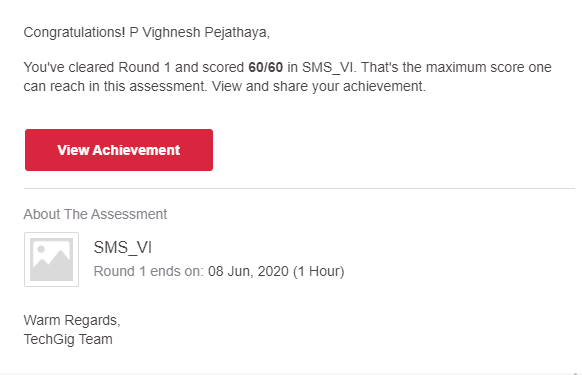 Congratulations! P Vighnesh Pejathaya,
You've cleared Round 1 and scored 60/60 in SMS_VI. That's the maximum score one
can reach in this assessment. View and share your achievement.
View Achievement
About The Assessment
SMS_VI
Round 1 ends on: 08 Jun, 2020 (1 Hour)
Warm Regards,
TechGig Team